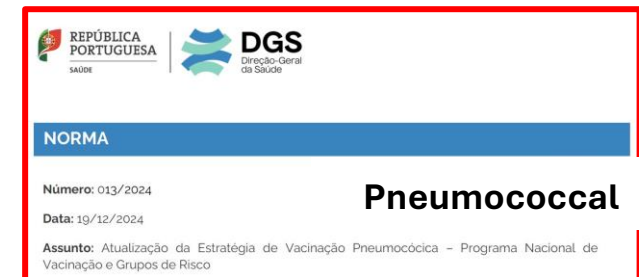 REPÚBLICA
PORTUGUESA
SAÚDE
DGS
Direção-Geral
da Saúde
NORMA
Número: 013/2024
Pneumococcal
Data: 19/12/2024
Assunto: Atualização da Estratégia de Vacinação Pneumocócica – Programa Nacional de
Vacinação e Grupos de Risco